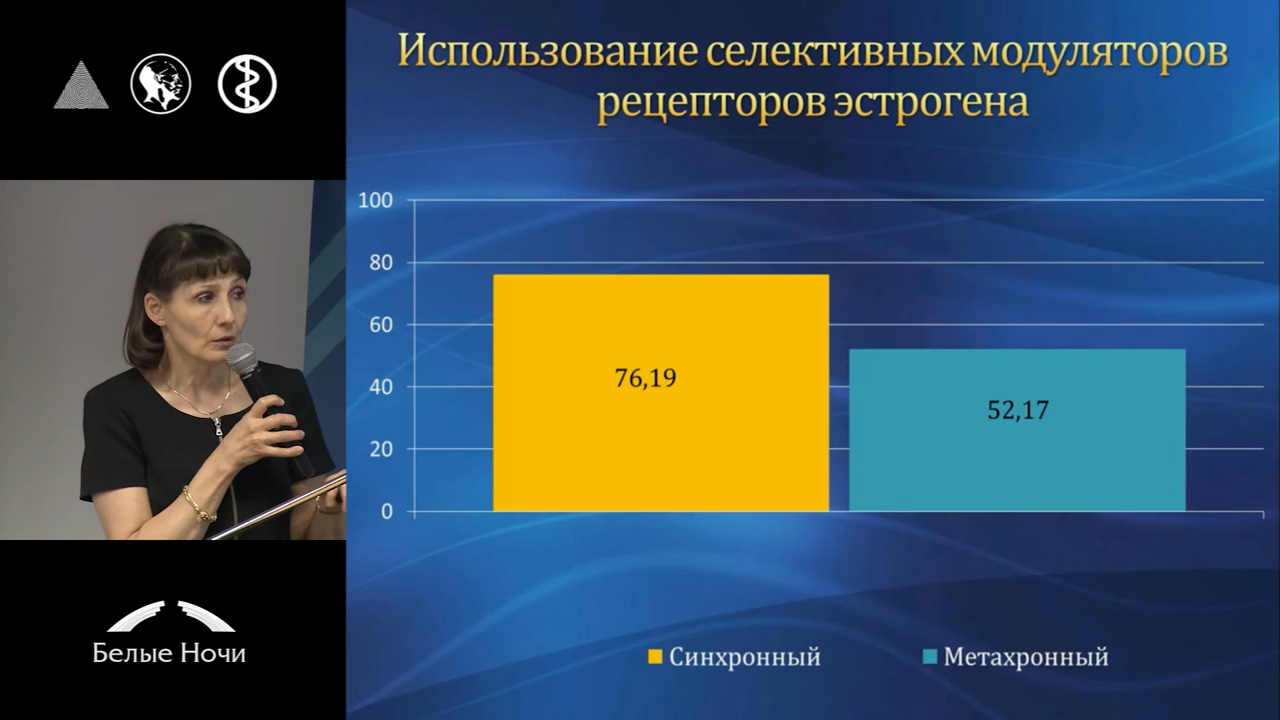 Использование селективных модуляторов
рецепторов эстрогена
100
80
60
40
20
0
76,19
52,17
Синхронный
Метахронный
Белые Ночи